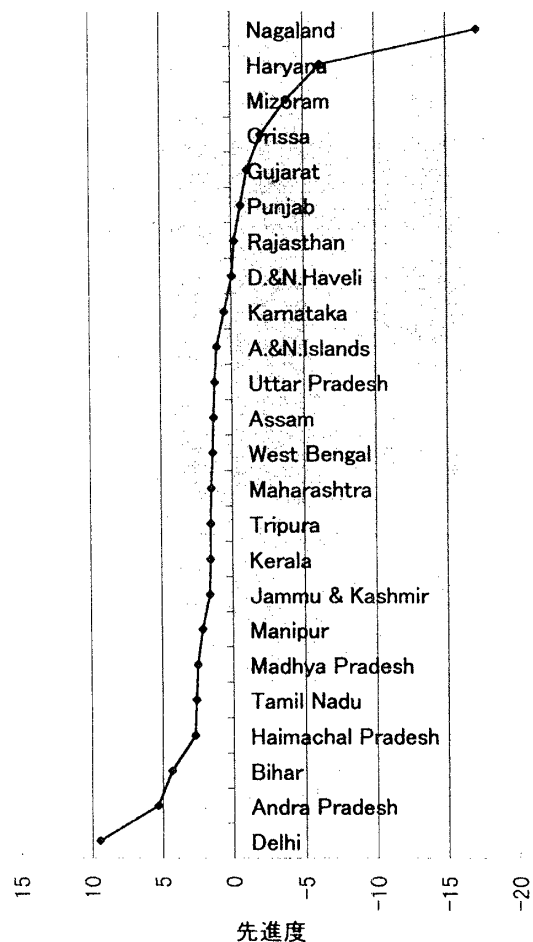 Nagaland
Haryana
Mizoram
Orissa
Gujarat
Punjab
Rajasthan
D.&N.Haveli
Karnataka
A.&N.Islands
Uttar Pradesh
Assam
West Bengal
Maharashtra
Tripura
Kerala
Jammu & Kashmir
Manipur
Madhya Pradesh
Tamil Nadu
Haimachal Pradesh
Bihar
Andra Pradesh
Delhi
15 10 5 0 -5 -10 -15 -20
先進度